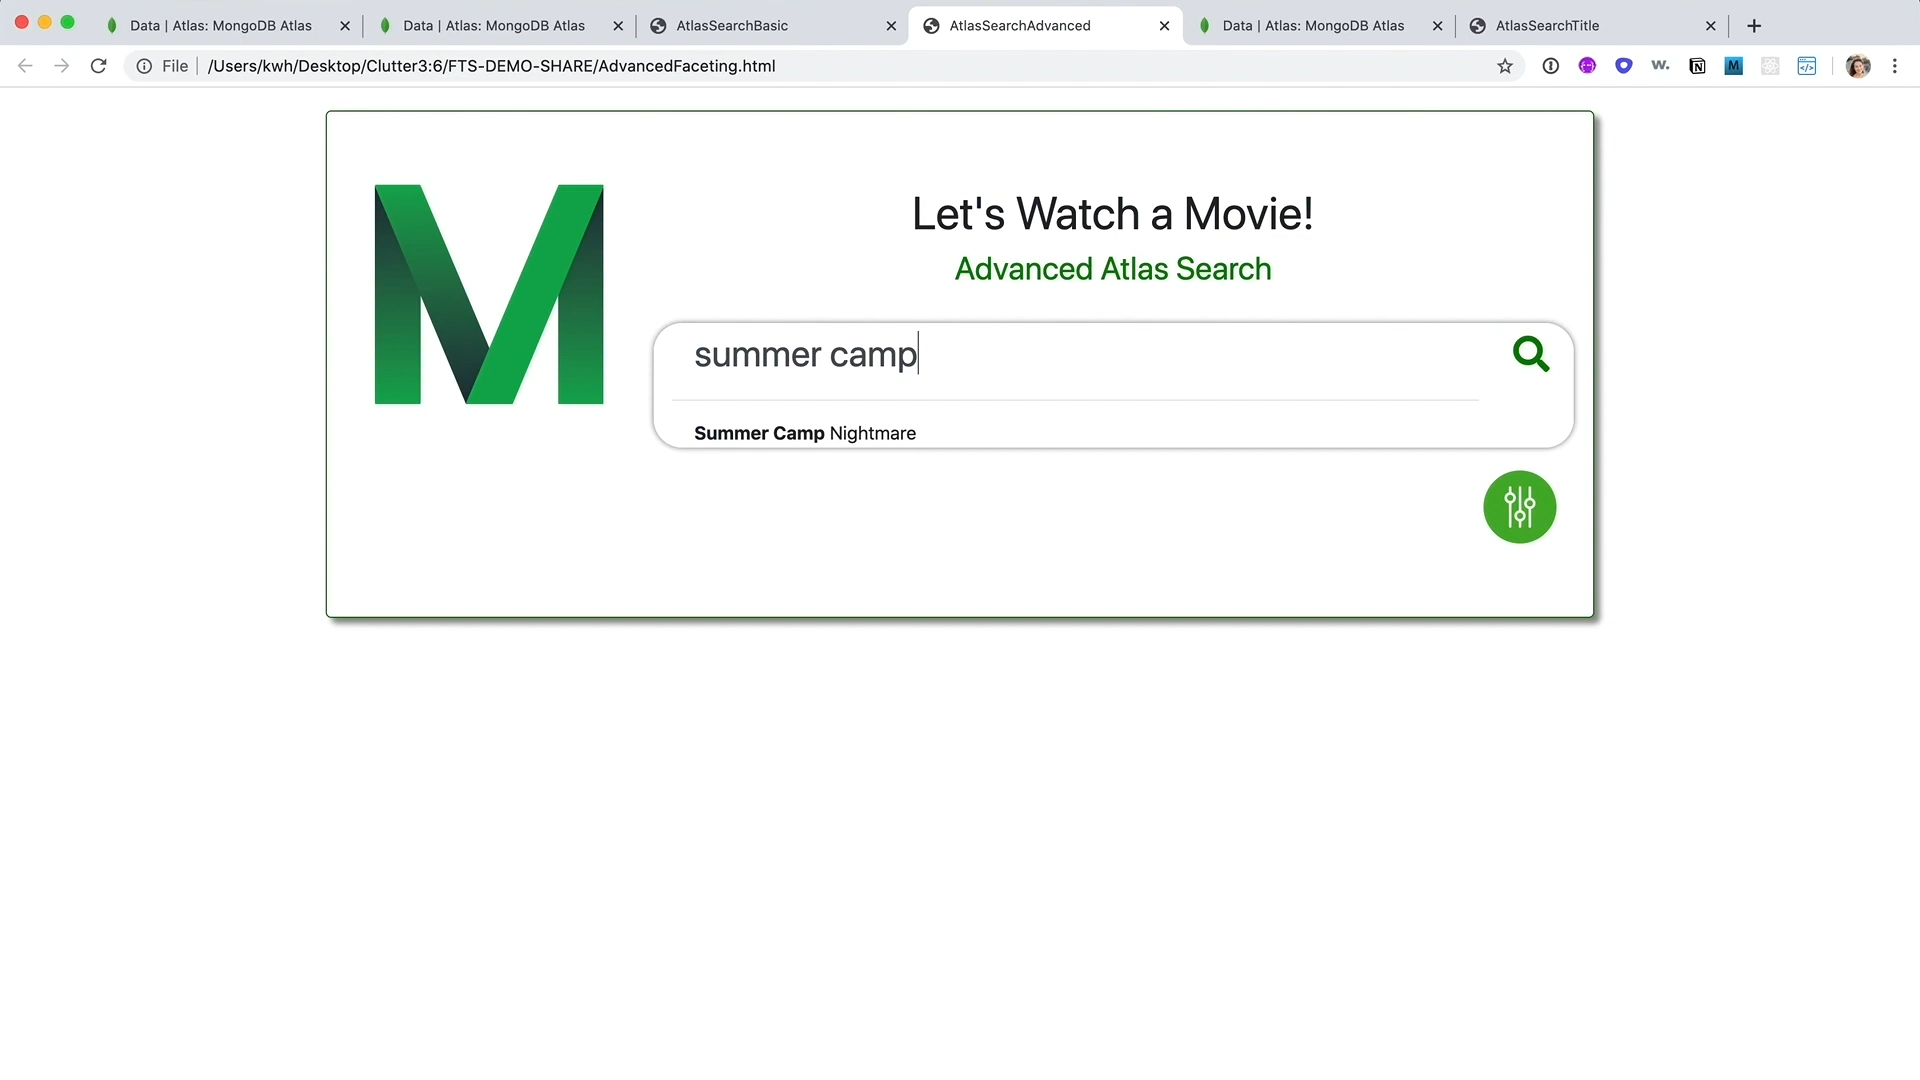 Data | Atlas: MongoDB Atlas
Data | Atlas: MongoDB Atlas
AtlasSearchBasic
AtlasSearchAdvanced
Data | Atlas: MongoDB Atlas
AtlasSearchTitle
File /Users/kwh/Desktop/Clutter3:6/FTS-DEMO-SHARE/AdvancedFaceting.html
Let's Watch a Movie!
Advanced Atlas Search
summer camp
Summer Camp Nightmare